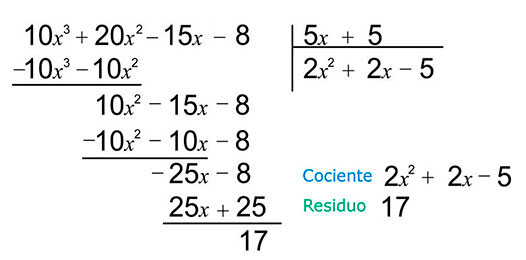 10x³ + 20x² − 15x − 8 5x + 5
−10x³ − 10x² 2x² + 2x − 5
10x² − 15x − 8
−10x² − 10x − 8
−25x − 8 Cociente 2x² + 2x − 5
25x + 25 Residuo 17
17